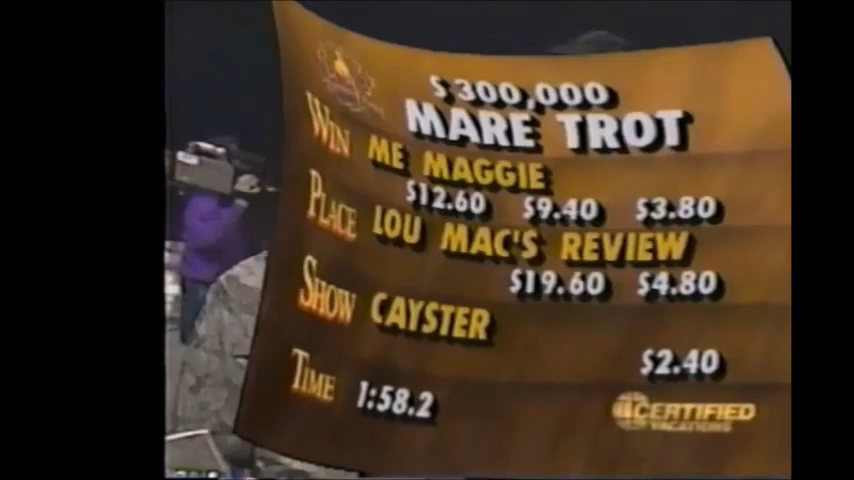 $300,000
MARE TROT
WIN ME MAGGIE
$12.60 $9.40 $3.80
PLACE LOU MAC'S REVIEW
$19.60 $4.80
SHOW CAYSTER
$2.40
TIME 1:58.2
CERTIFIED
VACATIONS